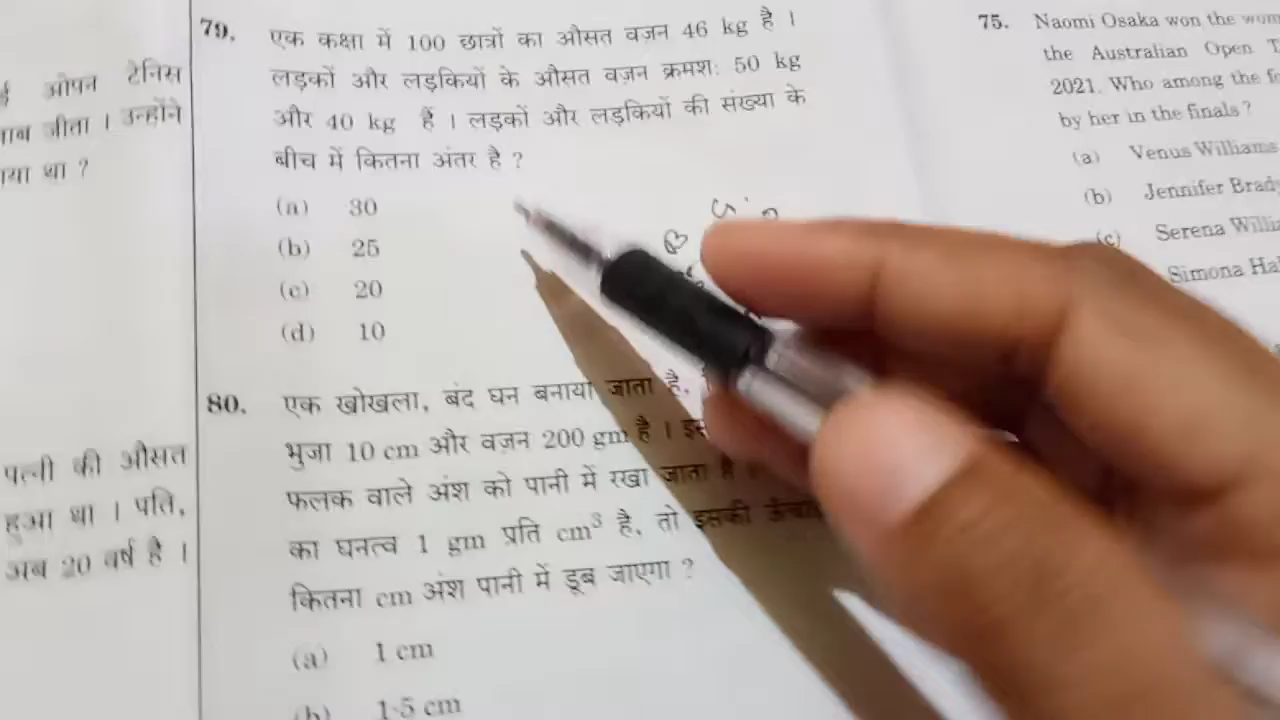 ओपन टेनिस
जीता । उन्होंने
था ?
पत्नी की औसत
हुआ था । पति,
अब 20 वर्ष है ।
79. एक कक्षा में 100 छात्रों का औसत वज़न 46 kg है ।
लड़कों और लड़कियों के औसत वज़न क्रमश: 50 kg
और 40 kg हैं । लड़कों और लड़कियों की संख्या के
बीच में कितना अंतर है ?
(a) 30
(b) 25
(c) 20
(d) 10
80. एक खोखला, बंद घन बनाया जाता है,
भुजा 10 cm और वज़न 200 gm है ।
फलक वाले अंश को पानी में रखा जाता है
का घनत्व 1 gm प्रति cm³ है, तो इसकी
कितना cm अंश पानी में डूब जाएगा ?
(a) 1 cm
(b) 1·5 cm
75. Naomi Osaka won the
the Australian Open
2021. Who among the
by her in the finals ?
(a) Venus Williams
(b) Jennifer
(c) Serena
Simona